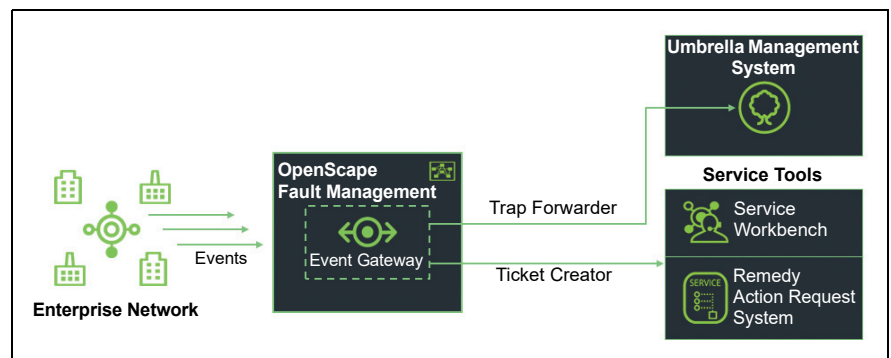 Umbrella Management
System
OpenScape
Fault Management
Event Gateway
Events
Enterprise Network
Trap Forwarder
Ticket Creator
Service Tools
Service
Workbench
SERVICE
Remedy
Action Request
System